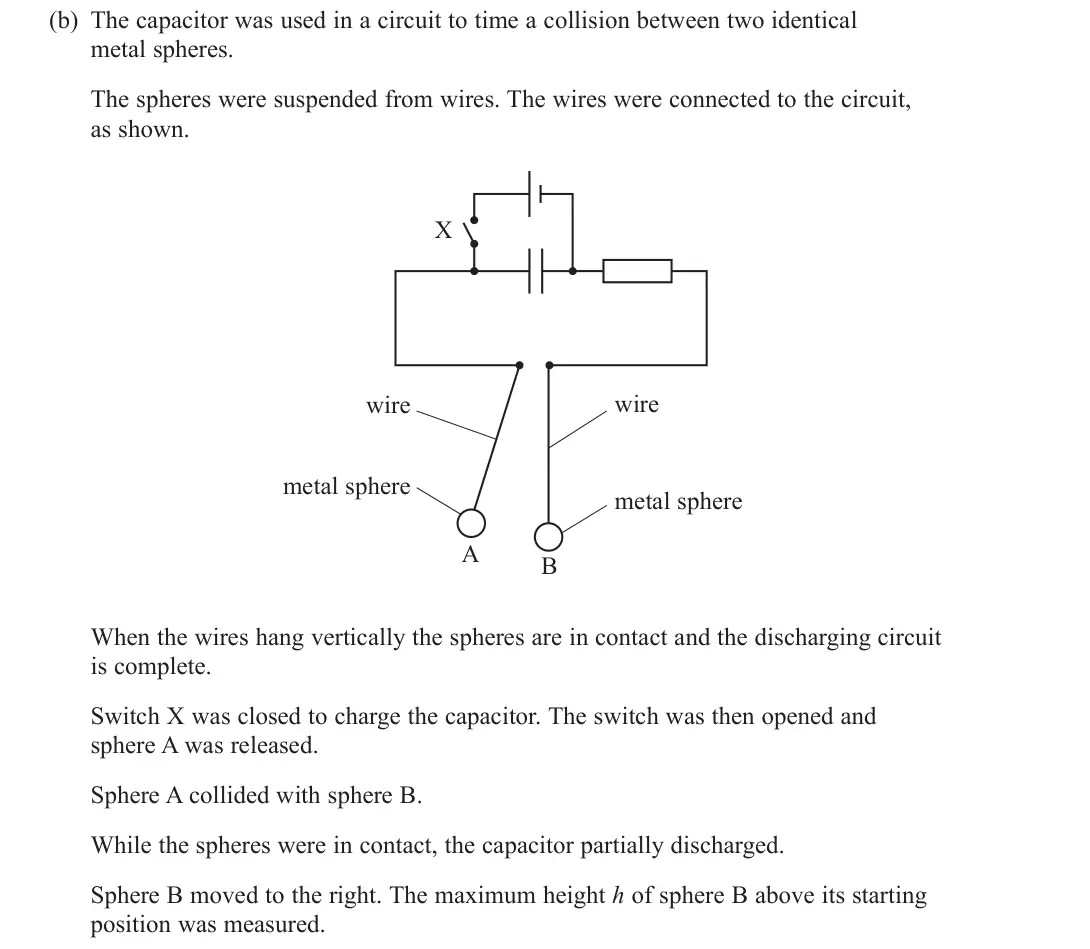 (b) The capacitor was used in a circuit to time a collision between two identical
metal spheres.
The spheres were suspended from wires. The wires were connected to the circuit,
as shown.
X
wire
wire
metal sphere
metal sphere
A
B
When the wires hang vertically the spheres are in contact and the discharging circuit
is complete.
Switch X was closed to charge the capacitor. The switch was then opened and
sphere A was released.
Sphere A collided with sphere B.
While the spheres were in contact, the capacitor partially discharged.
Sphere B moved to the right. The maximum height h of sphere B above its starting
position was measured.